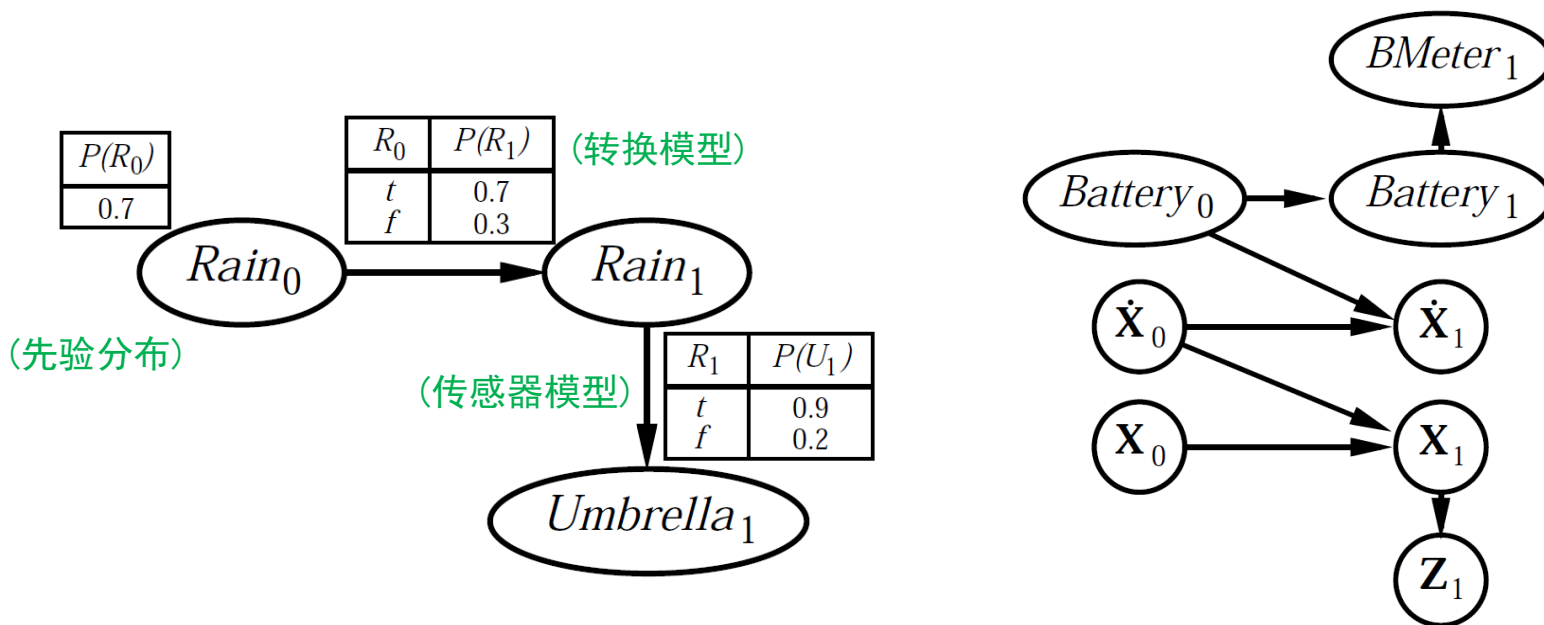 P(R₀)
0.7
R₀ P(R₁)
t 0.7
f 0.3
(转换模型)
Rain₀
Rain₁
(先验分布)
(传感器模型)
R₁ P(U₁)
t 0.9
f 0.2
Umbrella₁
BMeter₁
Battery₀
Battery₁
Ẋ₀
Ẋ₁
X₀
X₁
Z₁